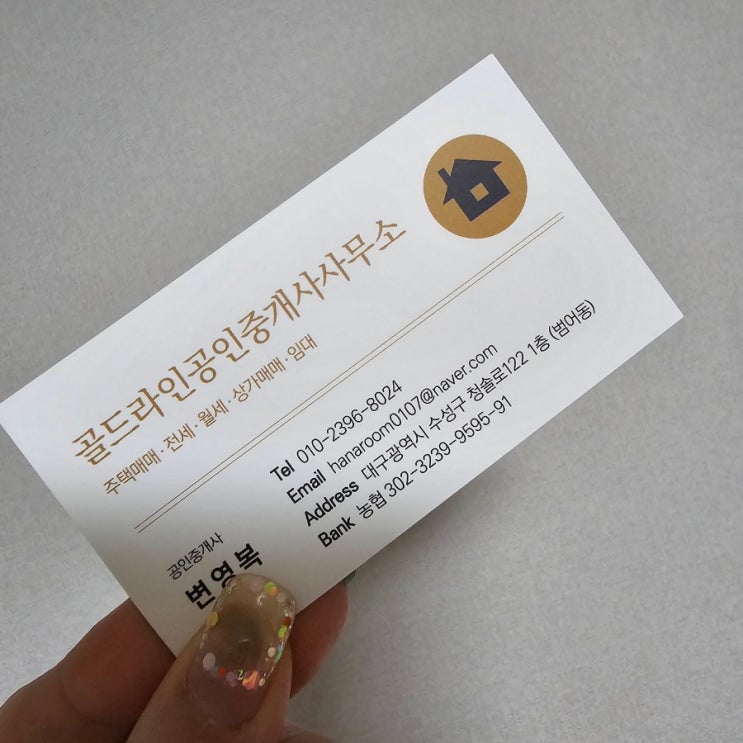 골드라인공인중개사사무소
주택매매 · 전세 · 월세 · 상가매매 · 임대
공인중개사
변영복
Tel 010-2396-8024
Email hanaroom0107@naver.com
Address 대구광역시 수성구 청솔로122 1층 (범어동)
Bank 농협 302-3239-9595-91